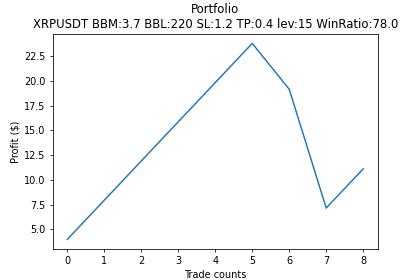 Portfolio
XRPUSDT BBM:3.7 BBL:220 SL:1.2 TP:0.4 lev:15 WinRatio:78.0
22.5
20.0
17.5
15.0
12.5
10.0
7.5
5.0
Profit ($)
0 1 2 3 4 5 6 7 8
Trade counts